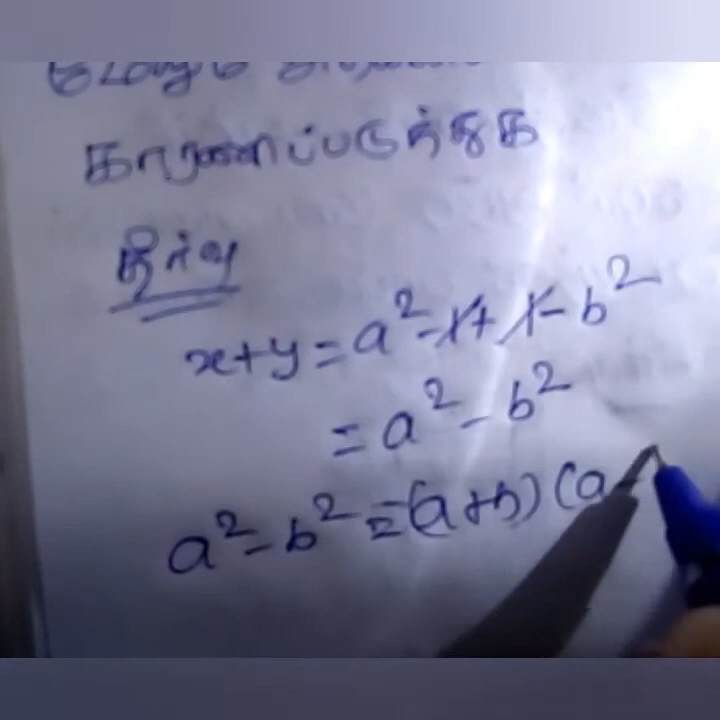 காரணைப்படுத்துக
தீர்வு
x+y=a²-1+1-b²
=a²-b²
a²-b²=(a+b)(a-